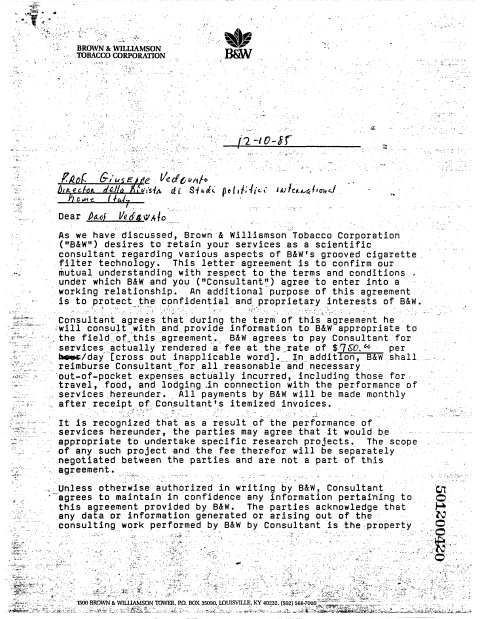 BROWN & WILLIAMSON
TOBACCO CORPORATION
B&W
12-10-85
Prof Giuseppe Vedovato
Director della Rivista di Studi politici international
Rome Italy
Dear Prof Vedovato
As we have discussed, Brown & Williamson Tobacco Corporation
("B&W") desires to retain your services as a scientific
consultant regarding various aspects of B&W's grooved cigarette
filter technology. This letter agreement is to confirm our
mutual understanding with respect to the terms and conditions
under which B&W and you ("Consultant") agree to enter into a
working relationship. An additional purpose of this agreement
is to protect the confidential and proprietary interests of B&W.
Consultant agrees that during the term of this agreement he
will consult with and provide information to B&W appropriate to
the field of this agreement. B&W agrees to pay Consultant for
services actually rendered a fee at the rate of $750.00 per
hour/day [cross out inapplicable word]. In addition, B&W shall
reimburse Consultant for all reasonable and necessary
out-of-pocket expenses actually incurred, including those for
travel, food, and lodging in connection with the performance of
services hereunder. All payments by B&W will be made monthly
after receipt of Consultant's itemized invoices.
It is recognized that as a result of the performance of
services hereunder, the parties may agree that it would be
appropriate to undertake specific research projects. The scope
of any such project and the fee therefor will be separately
negotiated between the parties and are not a part of this
agreement.
Unless otherwise authorized in writing by B&W, Consultant
agrees to maintain in confidence any information pertaining to
this agreement provided by B&W. The parties acknowledge that
any data or information generated or arising out of the
consulting work performed by B&W by Consultant is the property
501200420
1500 BROWN & WILLIAMSON TOWER, P.O. BOX 35090, LOUISVILLE, KY 40232, (502) 568-7000